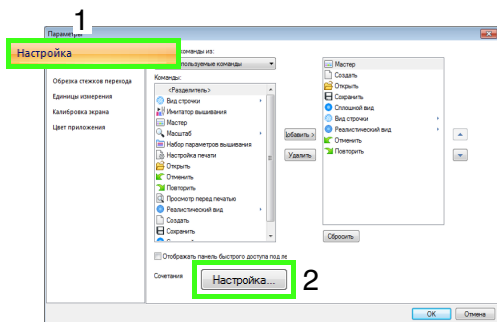 1
Параметры
Настройка
команды из:
используемые команды
Команды:
<Разделитель>
Вид строчки
Имитатор вышивания
Мастер
Масштаб
Набор параметров вышивания
Настройка печати
Открыть
Отменить
Повторить
Просмотр перед печатью
Реалистический вид
Создать
Сохранить
Обрезка стежков перехода
Единицы измерения
Калибровка экрана
Цвет приложения
Добавить >
Удалить
Мастер
Создать
Открыть
Сохранить
Сплошной вид
Вид строчки
Реалистический вид
Отменить
Повторить
Сбросить
Отображать панель быстрого доступа под ле
Сочетания
Настройка...
2
OK
Отмена